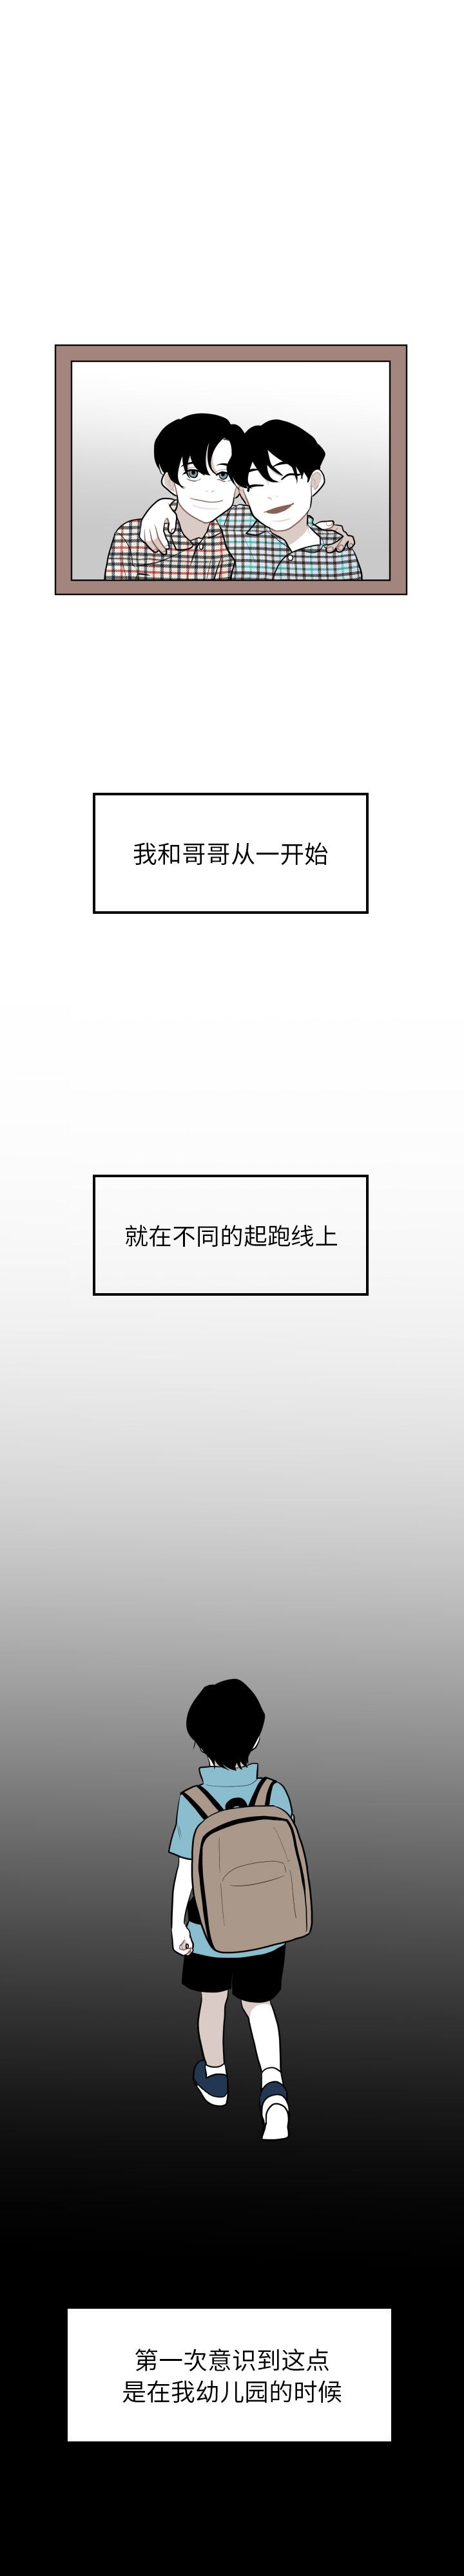 我和哥哥从一开始
就在不同的起跑线上
第一次意识到这点
是在我幼儿园的时候